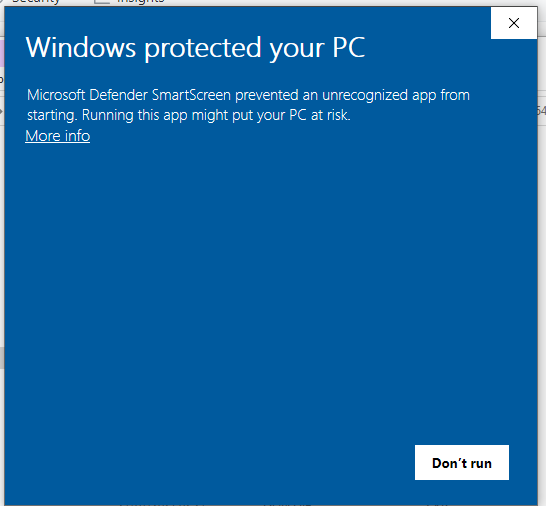 Insights
Windows protected your PC
Microsoft Defender SmartScreen prevented an unrecognized app from
starting. Running this app might put your PC at risk.
More info
Don't run